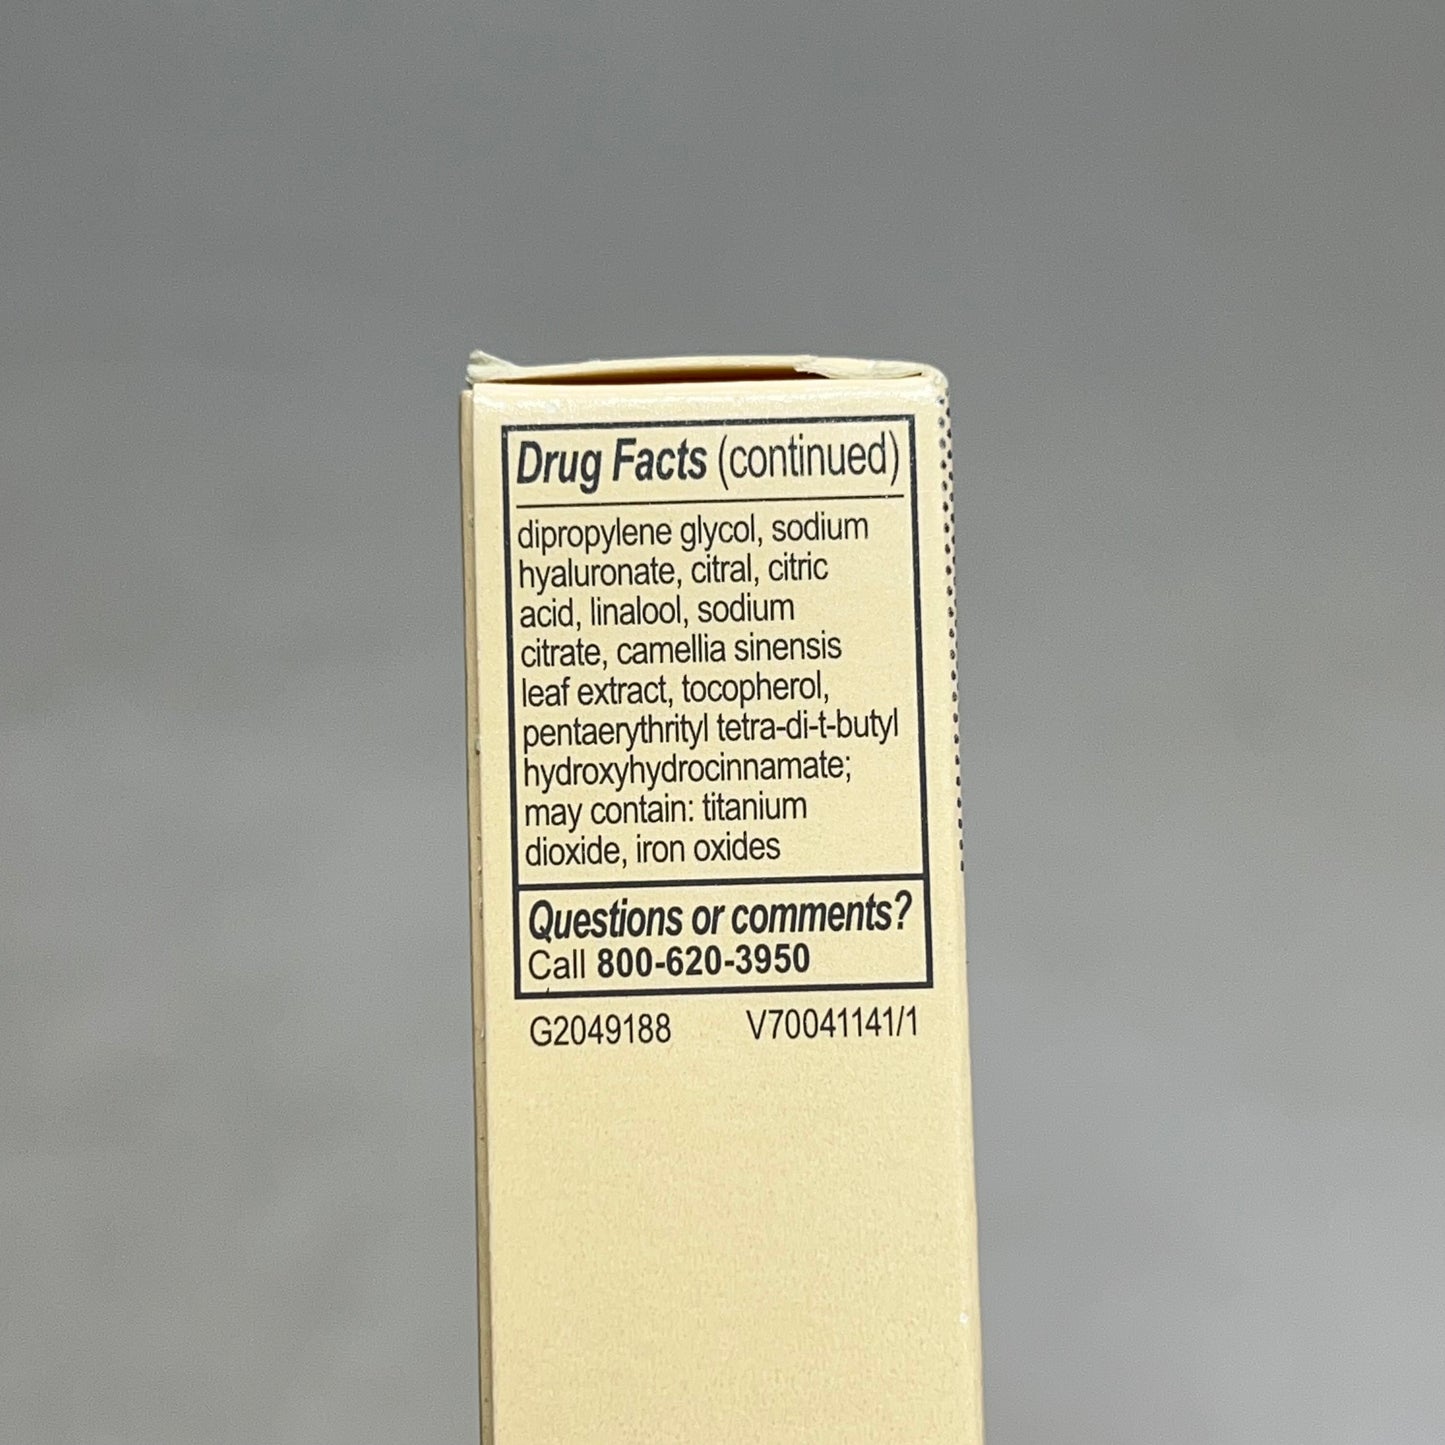 Drug Facts (continued)
dipropylene glycol, sodium
hyaluronate, citral, citric
acid, linalool, sodium
citrate, camellia sinensis
leaf extract, tocopherol,
pentaerythrityl tetra-di-t-butyl
hydroxyhydrocinnamate;
may contain: titanium
dioxide, iron oxides
Questions or comments?
Call 800-620-3950
G2049188 V70041141/1